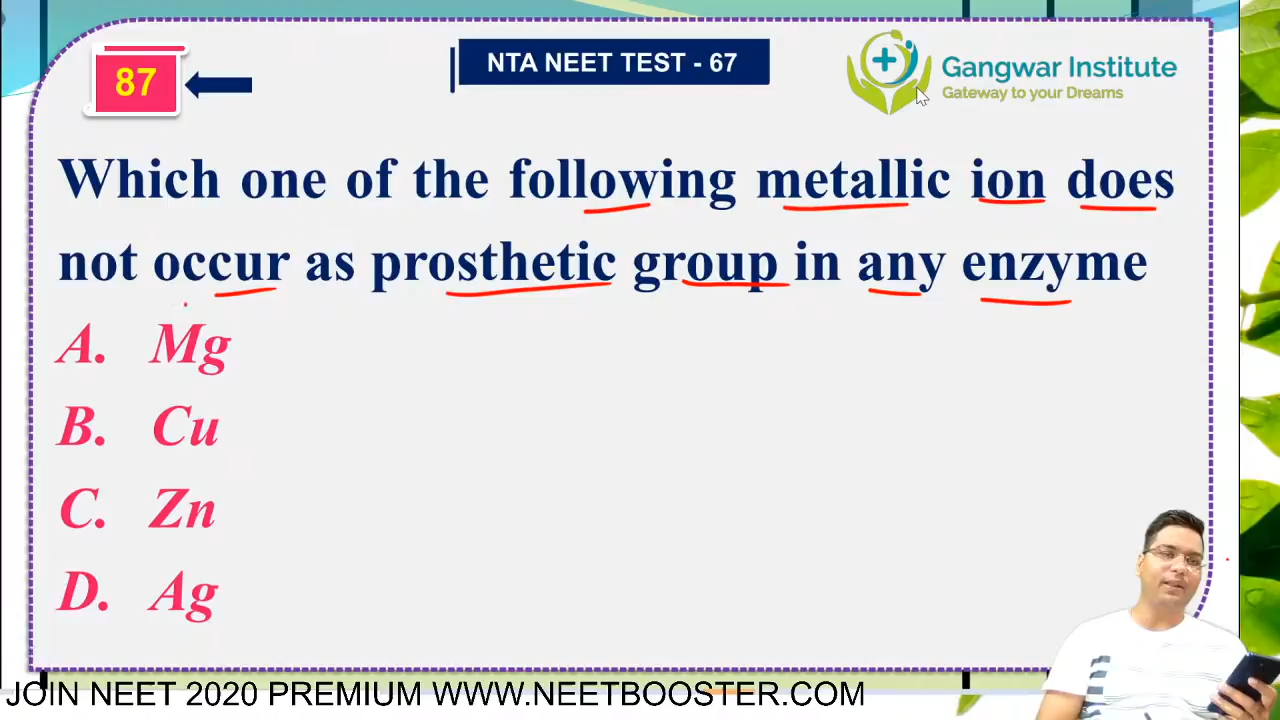 87
NTA NEET TEST - 67
Gangwar Institute
Gateway to your Dreams
Which one of the following metallic ion does
not occur as prosthetic group in any enzyme
A. Mg
B. Cu
C. Zn
D. Ag
JOIN NEET 2020 PREMIUM WWW.NEETBOOSTER.COM